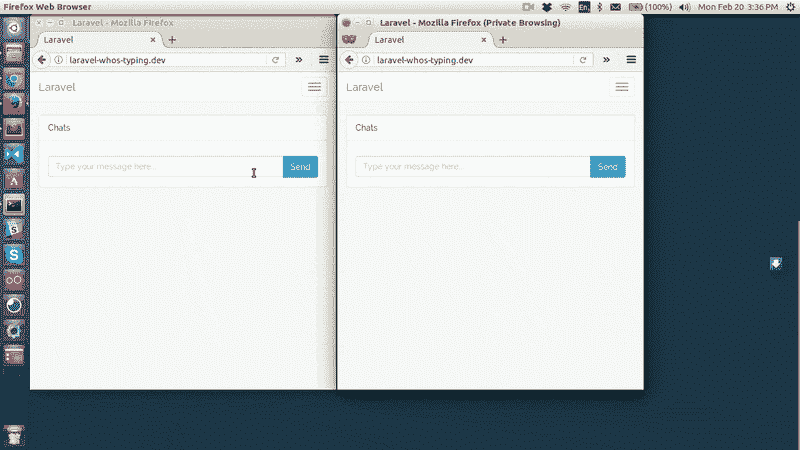 Firefox Web Browser
En
(100%)
Mon Feb 20 3:36 PM
Laravel - Mozilla Firefox
Laravel
laravel-whos-typing.dev
Laravel
Chats
Type your message here...
Send
Laravel - Mozilla Firefox (Private Browsing)
Laravel
laravel-whos-typing.dev
Laravel
Chats
Type your message here...
Send